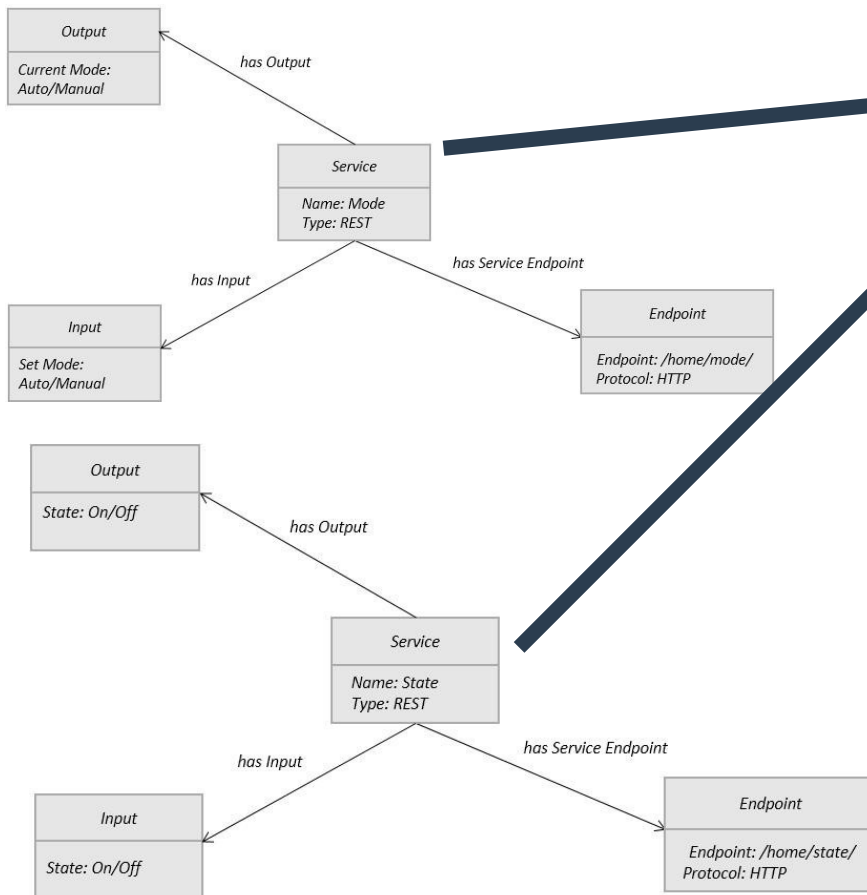 Output
Current Mode:
Auto/Manual
has Output
Service
Name: Mode
Type: REST
has Input
has Service Endpoint
Input
Set Mode:
Auto/Manual
Endpoint
Endpoint: /home/mode/
Protocol: HTTP
Output
State: On/Off
has Output
Service
Name: State
Type: REST
has Input
has Service Endpoint
Input
State: On/Off
Endpoint
Endpoint: /home/state/
Protocol: HTTP